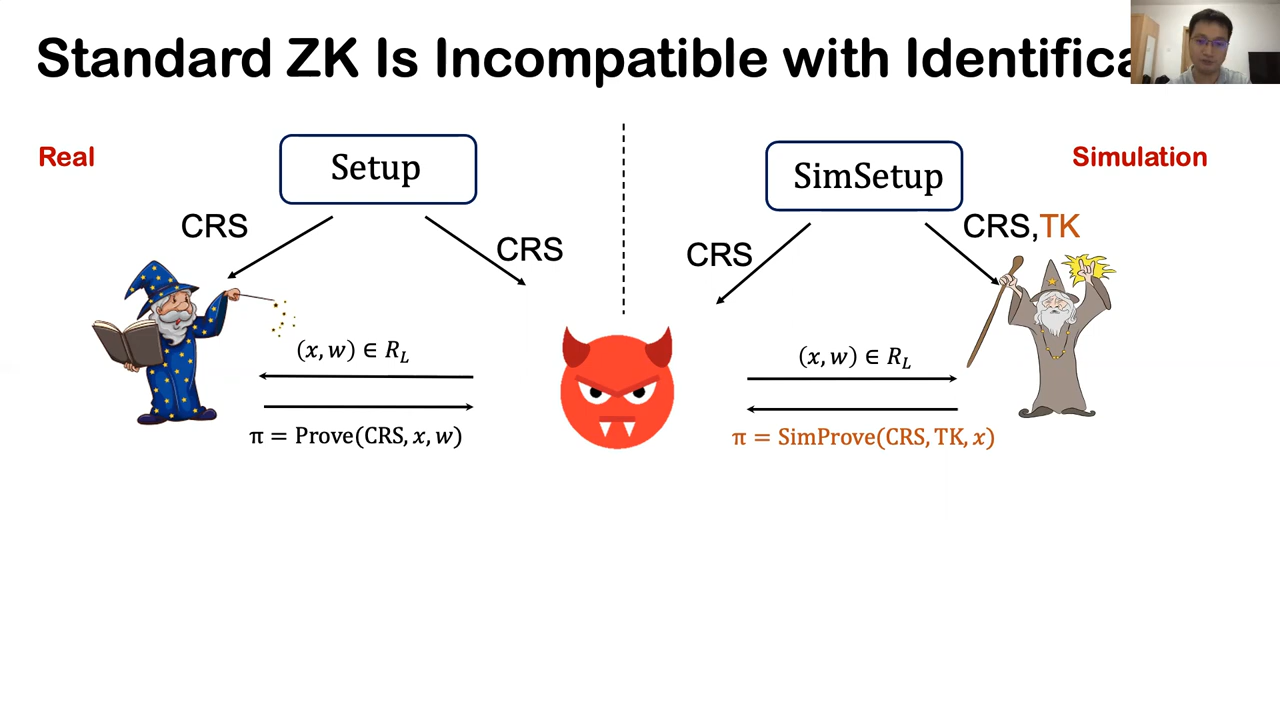 Standard ZK Is Incompatible with Identifica
Real
Setup
SimSetup
Simulation
CRS
CRS
CRS
CRS,TK
(x, w) ∈ R_L
(x, w) ∈ R_L
π = Prove(CRS, x, w)
π = SimProve(CRS, TK, x)